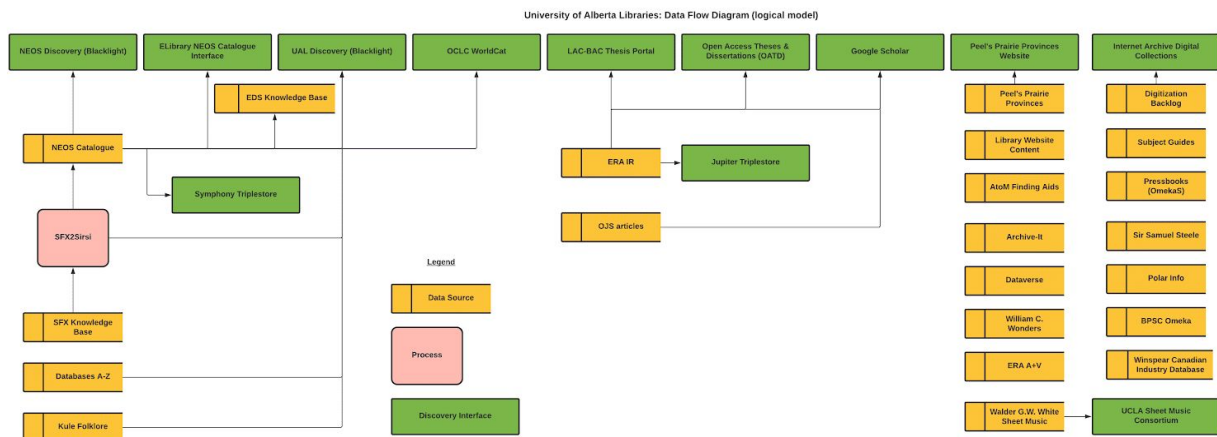 University of Alberta Libraries: Data Flow Diagram (logical model)
NEOS Discovery (Blacklight)
ELibrary NEOS Catalogue
Interface
UAL Discovery (Blacklight)
OCLC WorldCat
LAC-BAC Thesis Portal
Open Access Theses &
Dissertations (OATD)
Google Scholar
Peel's Prairie Provinces
Website
Internet Archive Digital
Collections
EDS Knowledge Base
Peel's Prairie
Provinces
Digitization
Backlog
NEOS Catalogue
Library Website
Content
Subject Guides
ERA IR
Jupiter Triplestore
Symphony Triplestore
AtoM Finding Aids
Pressbooks
(OmekaS)
SFX2Sirsi
OJS articles
Archive-It
Sir Samuel Steele
Legend
Data Source
Dataverse
Polar Info
SFX Knowledge
Base
William C.
Wonders
BPSC Omeka
Process
Databases A-Z
ERA A+V
Winspear Canadian
Industry Database
Discovery Interface
Kule Folklore
Walder G.W. White
Sheet Music
UCLA Sheet Music
Consortium